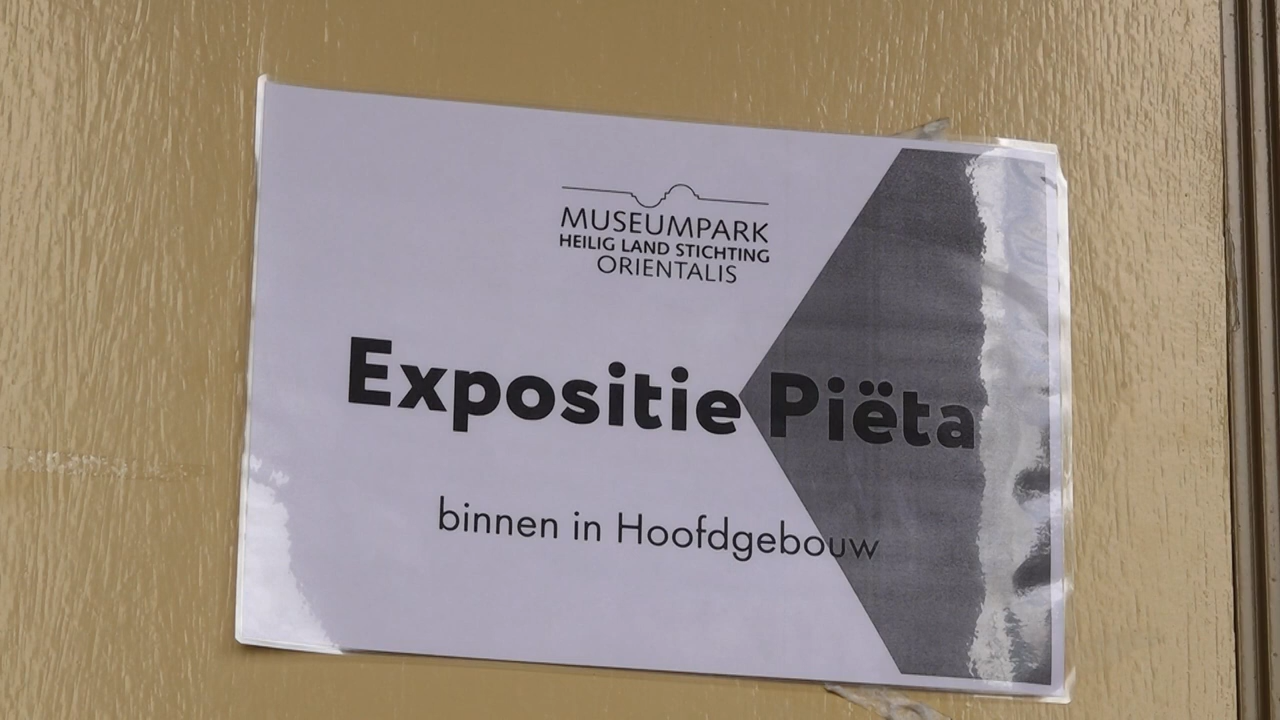 MUSEUMPARK
HEILIG LAND STICHTING
ORIENTALIS
Expositie Piëta
binnen in Hoofdgebouw